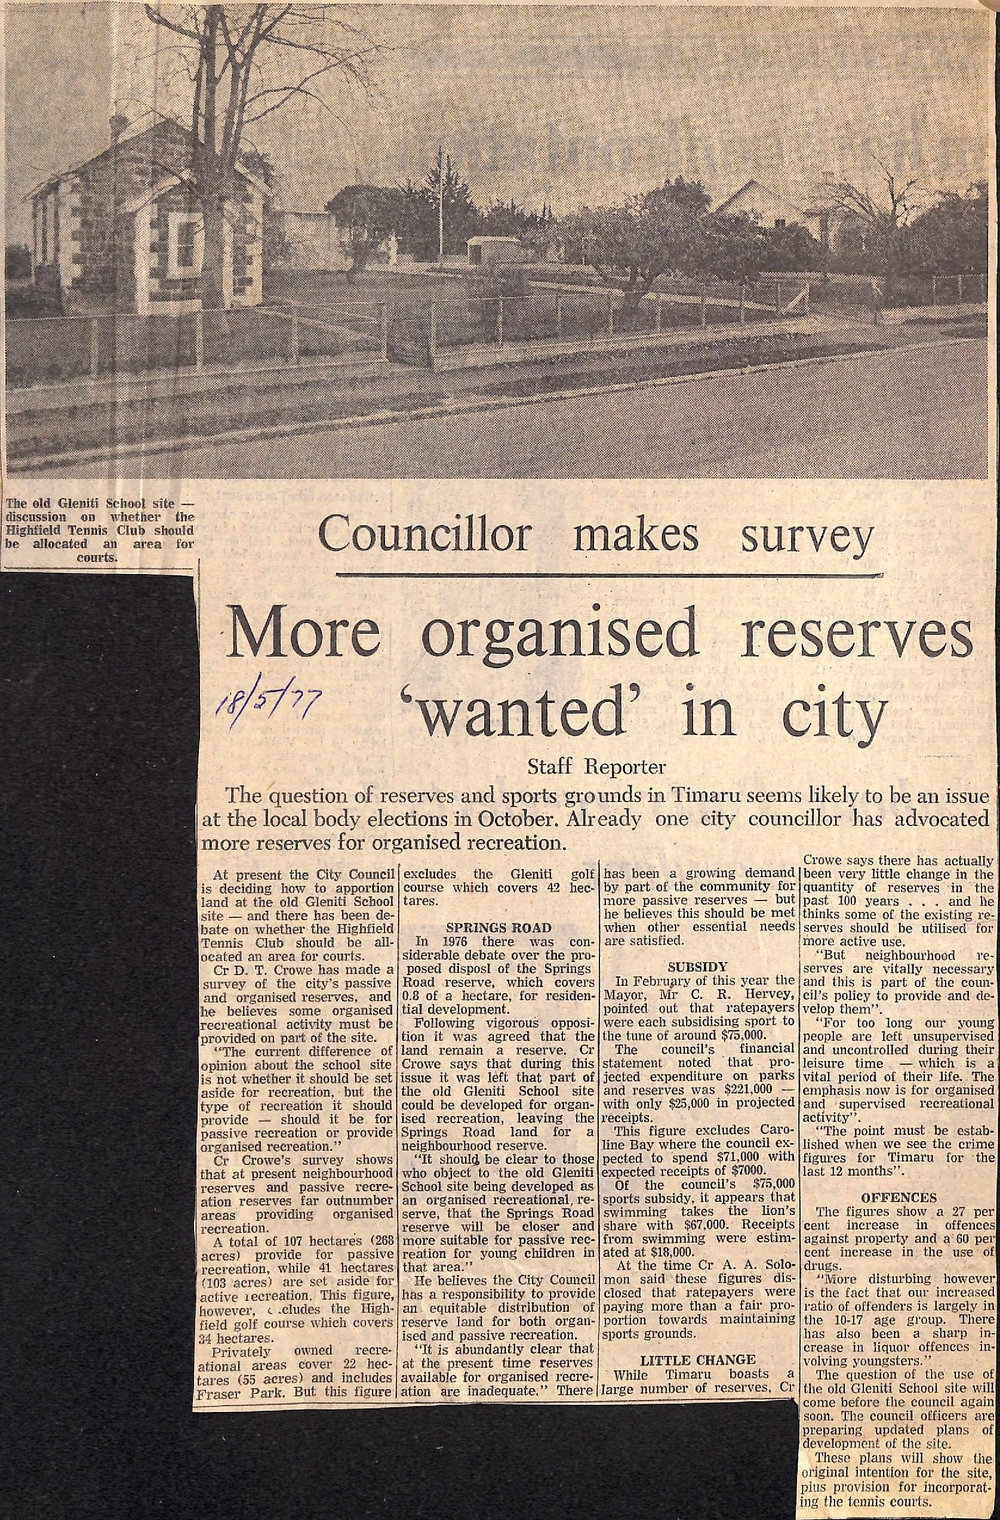 The old Gleniti School site —
discussion on whether the
Highfield Tennis Club should
be allocated an area for
courts.
Councillor makes survey
More organised reserves
‘wanted’ in city
18/5/77
Staff Reporter
The question of reserves and sports grounds in Timaru seems likely to be an issue
at the local body elections in October. Already one city councillor has advocated
more reserves for organised recreation.
At present the City Council
is deciding how to apportion
land at the old Gleniti School
site — and there has been de-
bate on whether the Highfield
Tennis Club should be all-
ocated an area for courts.
Cr D. T. Crowe has made a
survey of the city's passive
and organised reserves, and
he believes some organised
recreational activity must be
provided on part of the site.
"The current difference of
opinion about the school site
is not whether it should be set
aside for recreation, but the
type of recreation it should
provide — should it be for
passive recreation or provide
organised recreation."
Cr Crowe's survey shows
that at present neighbourhood
reserves and passive recre-
ation reserves far outnumber
areas providing organised
recreation.
A total of 107 hectares (268
acres) provide for passive
recreation, while 41 hectares
(103 acres) are set aside for
active recreation. This figure,
however, cludes the High-
field golf course which covers
34 hectares.
Privately owned recre-
ational areas cover 22 hec-
tares (55 acres) and includes
Fraser Park. But this figure
excludes the Gleniti golf
course which covers 42 hec-
tares.
SPRINGS ROAD
In 1976 there was con-
siderable debate over the pro-
posed disposl of the Springs
Road reserve, which covers
0.8 of a hectare, for residen-
tial development.
Following vigorous opposi-
tion it was agreed that the
land remain a reserve. Cr
Crowe says that during this
issue it was left that part of
the old Gleniti School site
could be developed for organ-
ised recreation, leaving the
Springs Road land for a
neighbourhood reserve.
"It should be clear to those
who object to the old Gleniti
School site being developed as
an organised recreational re-
serve, that the Springs Road
reserve will be closer and
more suitable for passive rec-
reation for young children in
that area."
He believes the City Council
has a responsibility to provide
an equitable distribution of
reserve land for both organ-
ised and passive recreation.
"It is abundantly clear that
at the present time reserves
available for organised recre-
ation are inadequate." There
has been a growing demand
by part of the community for
more passive reserves — but
he believes this should be met
when other essential needs
are satisfied.
SUBSIDY
In February of this year the
Mayor, Mr C. R. Hervey,
pointed out that ratepayers
were each subsidising sport to
the tune of around $75,000.
The council's financial
statement noted that pro-
jected expenditure on parks
and reserves was $221,000 —
with only $25,000 in projected
receipts.
This figure excludes Caro-
line Bay where the council ex-
pected to spend $71,000 with
expected receipts of $7000.
Of the council's $75,000
sports subsidy, it appears that
swimming takes the lion's
share with $67,000. Receipts
from swimming were estim-
ated at $18,000.
At the time Cr A. A. Solo-
mon said these figures dis-
closed that ratepayers were
paying more than a fair pro-
portion towards maintaining
sports grounds.
LITTLE CHANGE
While Timaru boasts a
large number of reserves, Cr
Crowe says there has actually
been very little change in the
quantity of reserves in the
past 100 years . . . and he
thinks some of the existing re-
serves should be utilised for
more active use.
"But neighbourhood re-
serves are vitally necessary
and this is part of the coun-
cil's policy to provide and de-
velop them".
"For too long our young
people are left unsupervised
and uncontrolled during their
leisure time — which is a
vital period of their life. The
emphasis now is for organised
and supervised recreational
activity".
"The point must be estab-
lished when we see the crime
figures for Timaru for the
last 12 months".
OFFENCES
The figures show a 27 per
cent increase in offences
against property and a 60 per
cent increase in the use of
drugs.
"More disturbing however
is the fact that our increased
ratio of offenders is largely in
the 10-17 age group. There
has also been a sharp in-
crease in liquor offences in-
volving youngsters."
The question of the use of
the old Gleniti School site will
come before the council again
soon. The council officers are
preparing updated plans of
development of the site.
These plans will show the
original intention for the site,
plus provision for incorporat-
ing the tennis courts.